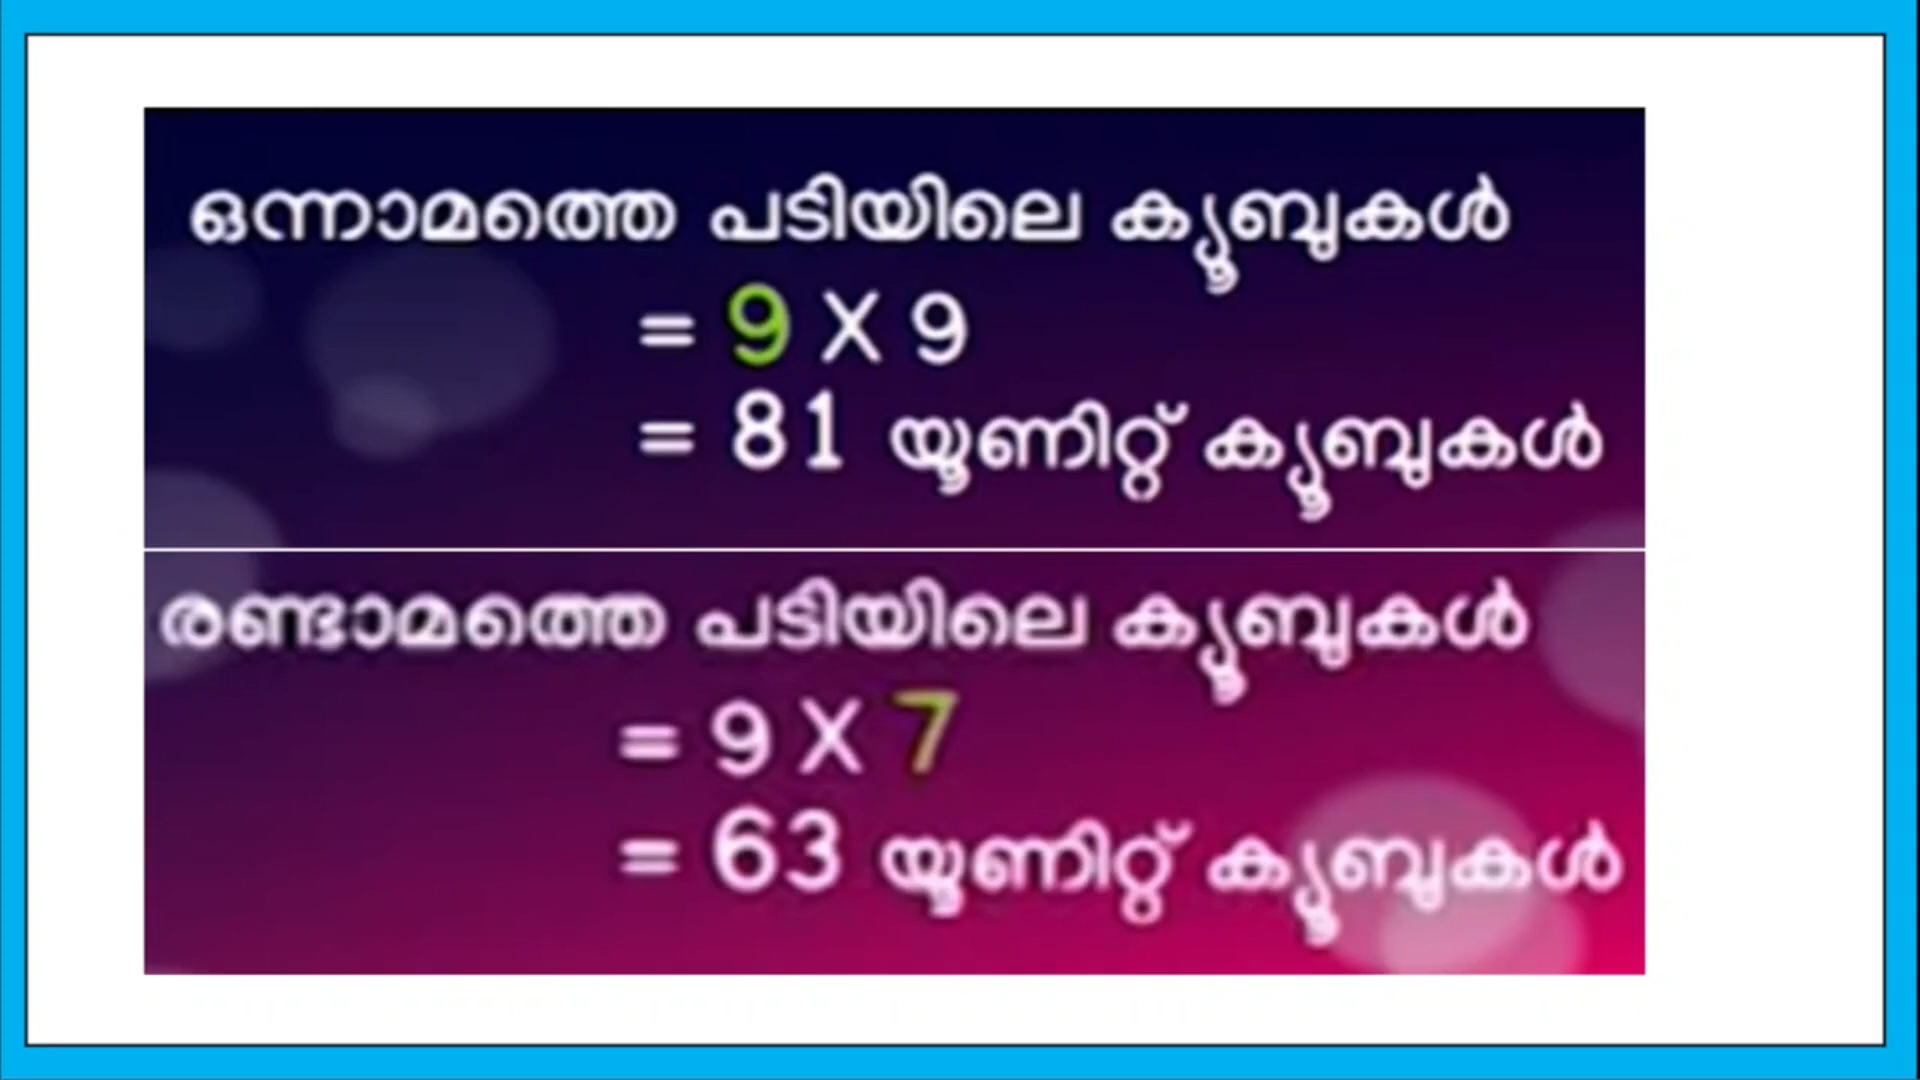 ഒന്നാമത്തെ പടിയിലെ ക്യൂബുകൾ
= 9 X 9
= 81 യൂണിറ്റ് ക്യൂബുകൾ
രണ്ടാമത്തെ പടിയിലെ ക്യൂബുകൾ
= 9 X 7
= 63 യൂണിറ്റ് ക്യൂബുകൾ